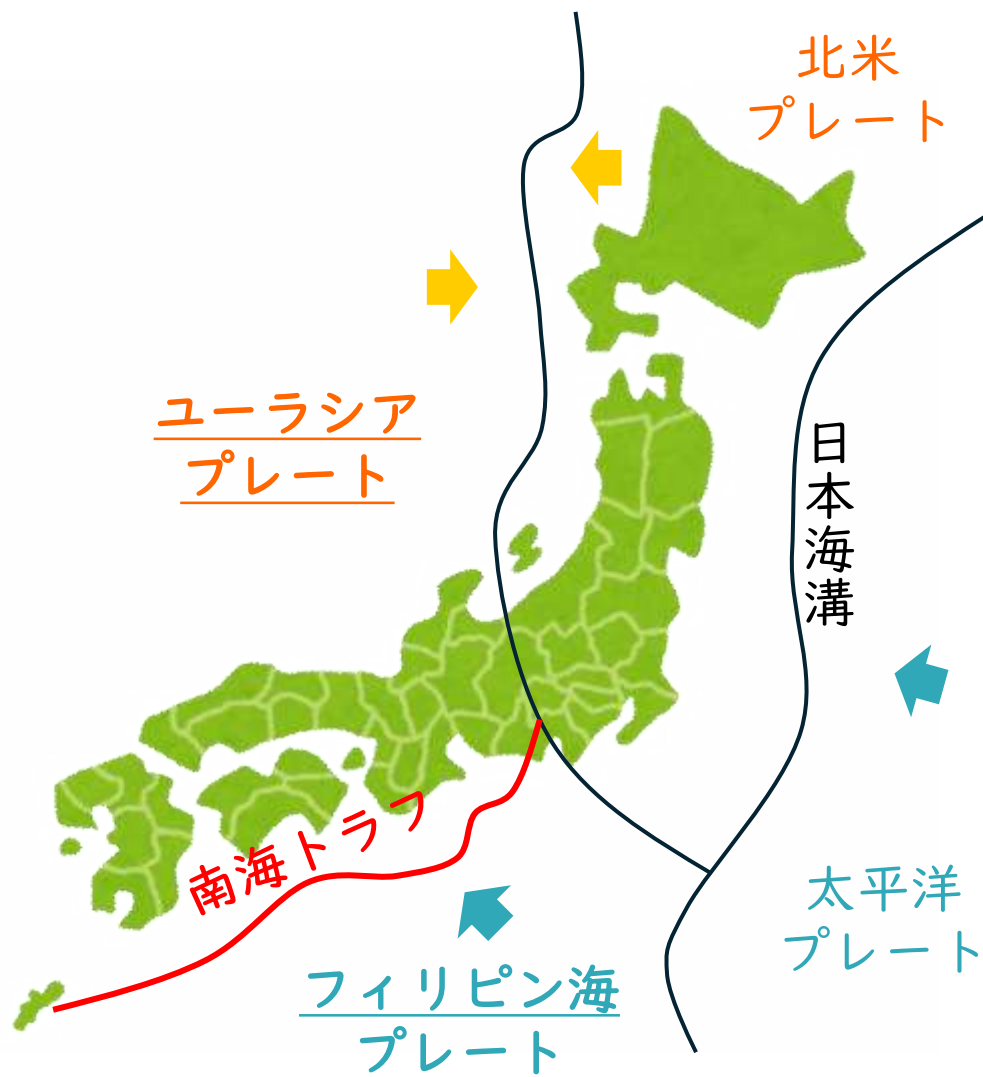 北米
プレート
ユーラシア
プレート
日本海溝
南海トラフ
太平洋
プレート
フィリピン海
プレート